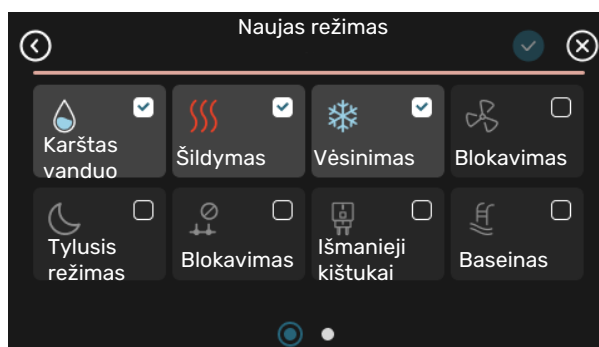 Naujas režimas
Karštas
vanduo
Šildymas
Vėsinimas
Blokavimas
Tylusis
režimas
Blokavimas
Išmanieji
kištukai
Baseinas